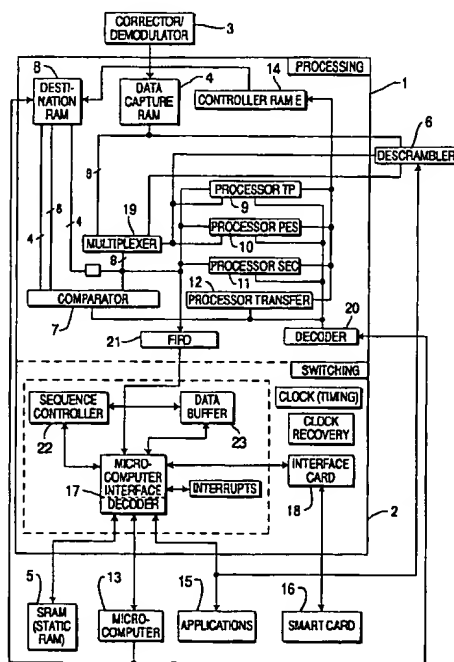 CORRECTOR/
DEMODULATOR
3
PROCESSING
8
DESTI-
NATION
RAM
4
DATA
CAPTURE
RAM
14
CONTROLLER RAM E
1
6
DESCRAMBLER
8
PROCESSOR TP
9
19
MULTIPLEXER
PROCESSOR PES
10
4
8
4
8
PROCESSOR SEC
11
12
PROCESSOR TRANSFER
COMPARATOR
7
20
DECODER
21
FIFO
SWITCHING
SEQUENCE
CONTROLLER
22
DATA
BUFFER
23
CLOCK (TIMING)
CLOCK
RECOVERY
MICRO-
COMPUTER
INTERFACE
DECODER
17
INTERRUPTS
INTERFACE
CARD
18
2
5
SRAM
(STATIC
RAM)
13
MICRO-
COMPUTER
15
APPLICATIONS
16
SMART CARD